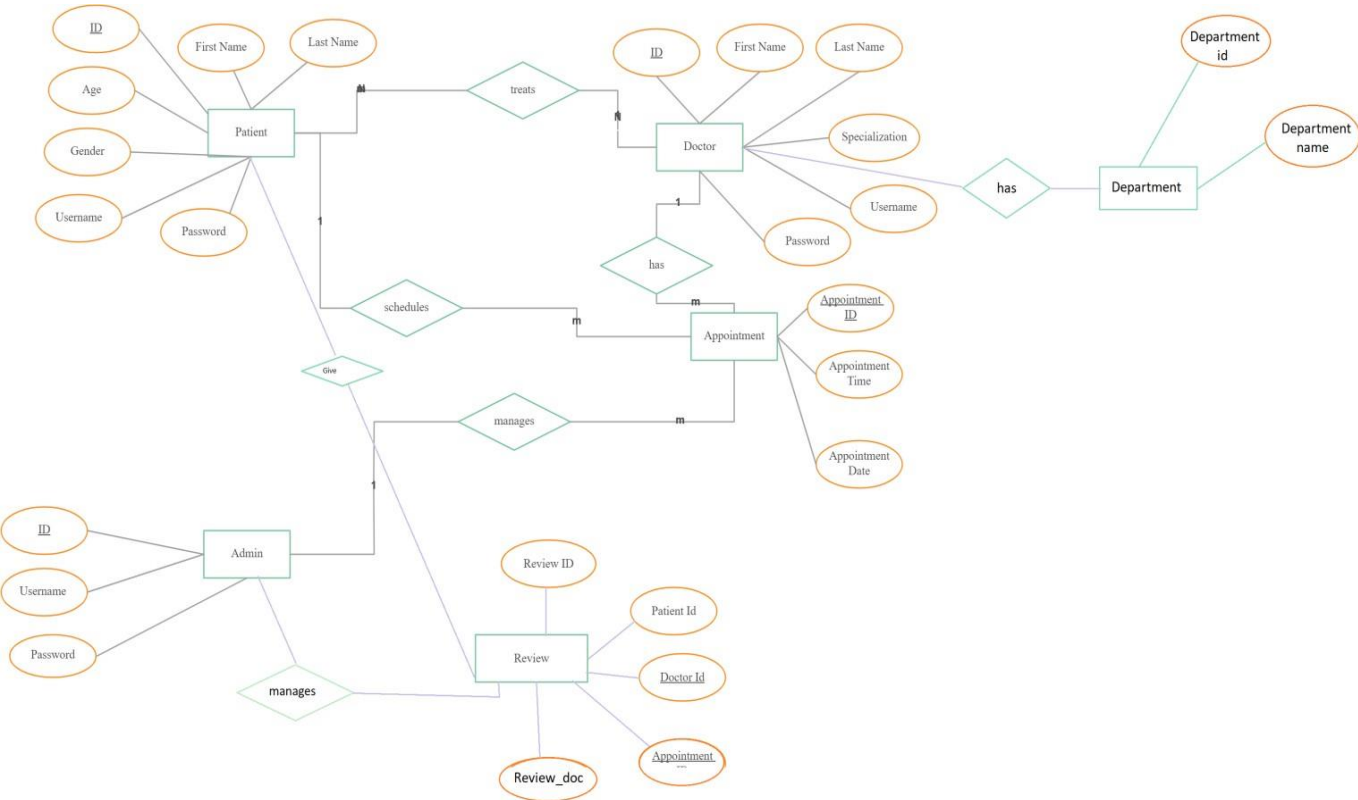 ID
First Name
Last Name
Age
Gender
Username
Password
Patient
treats
N
ID
First Name
Last Name
Specialization
Username
Password
Doctor
has
Department
Department
id
Department
name
1
has
m
1
schedules
m
Appointment
Appointment
ID
Appointment
Time
Appointment
Date
Give
manages
m
1
ID
Username
Password
Admin
manages
Review ID
Patient Id
Doctor Id
Appointment
Review_doc
Review